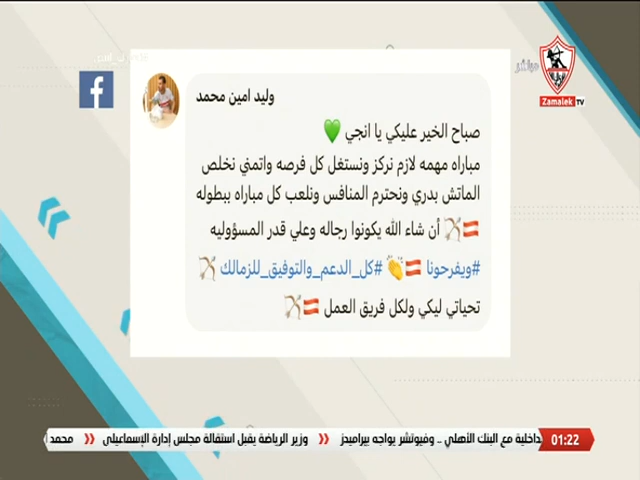 مباشر
Zamalek TV
وليد امين محمد
صباح الخير عليكي يا انجي
مباراه مهمه لازم نركز ونستغل كل فرصه واتمني نخلص
الماتش بدري ونحترم المنافس ونلعب كل مباراه ببطوله
أن شاء الله يكونوا رجاله وعلي قدر المسؤوليه
#ويفرحونا #كل_الدعم_والتوفيق_للزمالك
تحياتي ليكي ولكل فريق العمل
01:22
داخلية مع البنك الأهلي .. وفيوتشر يواجه بيراميدز » وزير الرياضة يقبل استقالة مجلس إدارة الإسماعيلى » محمد